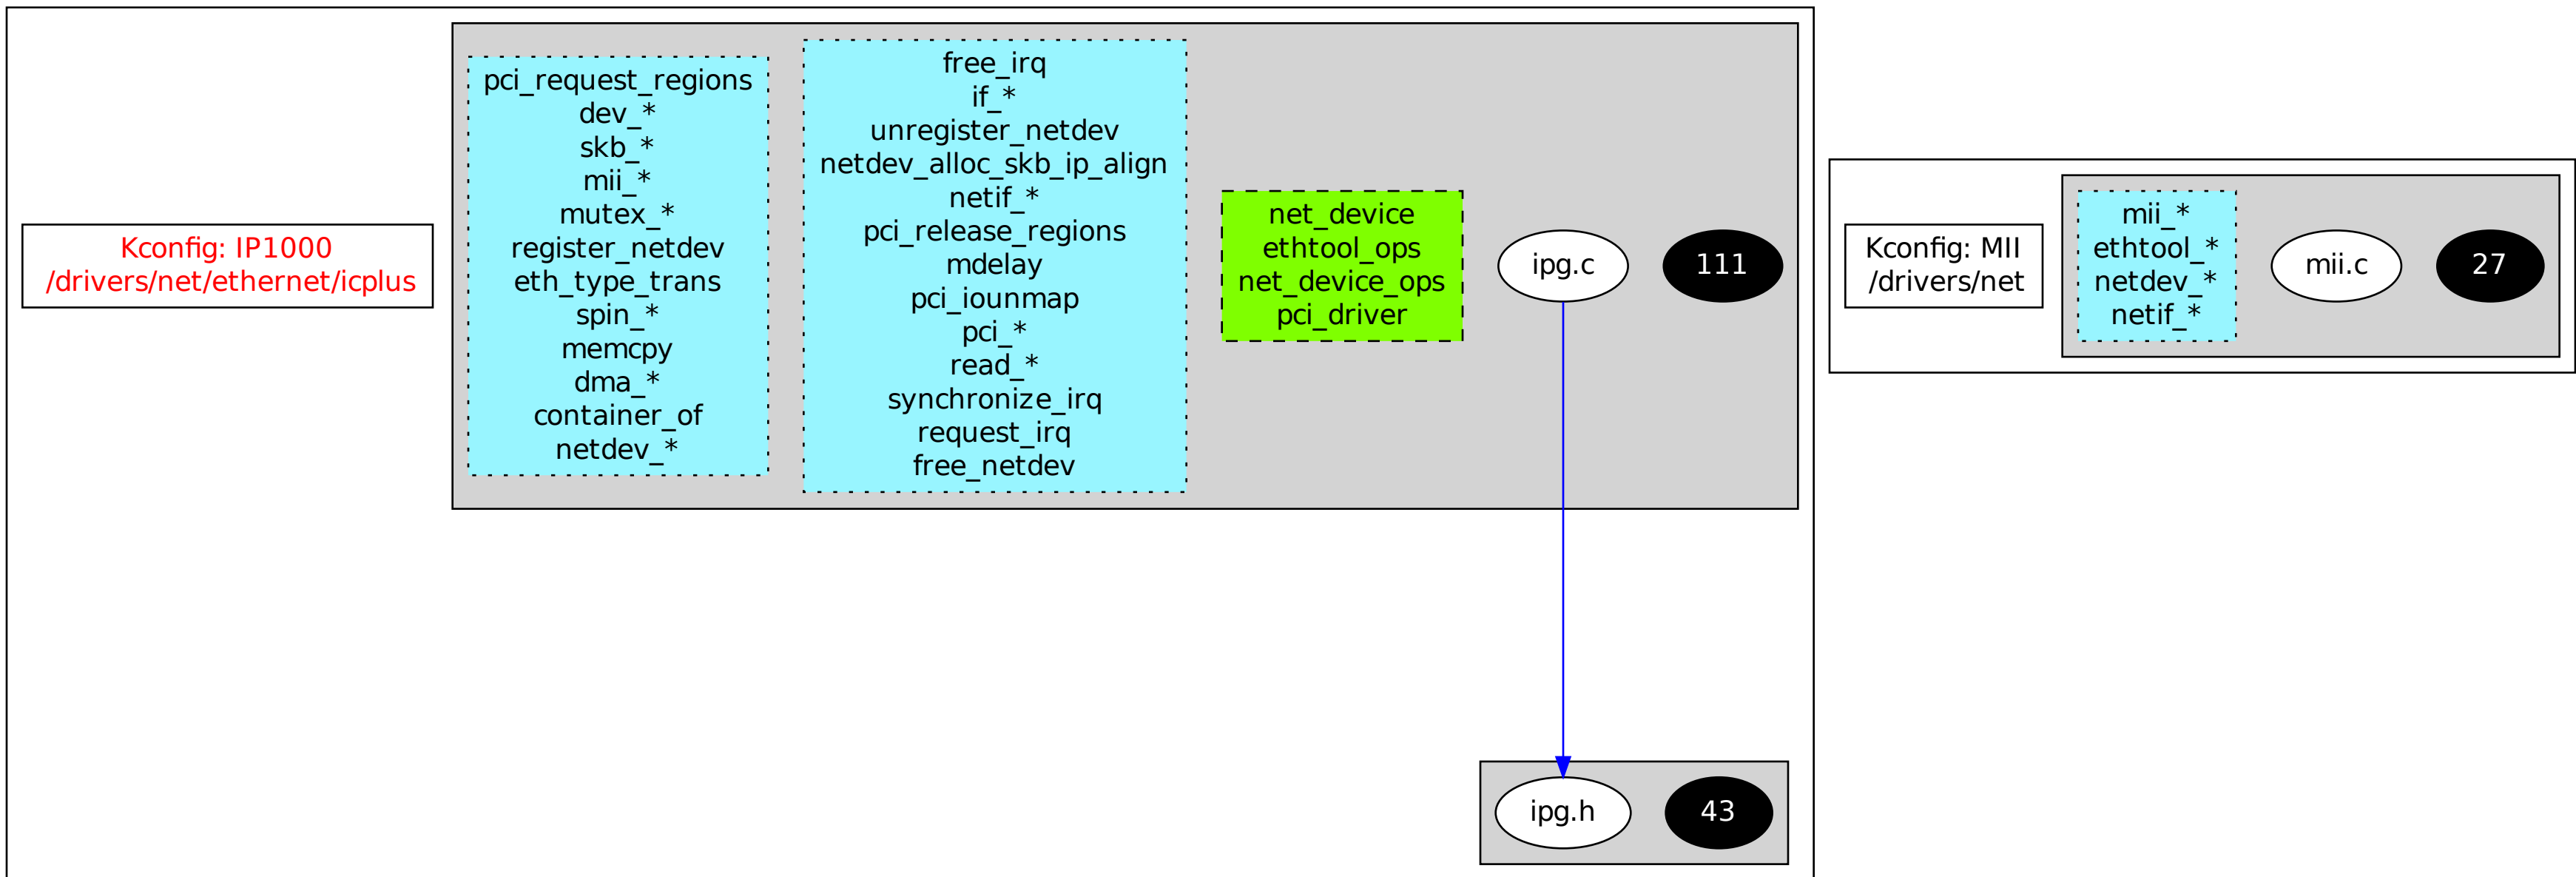 Kconfig: IP1000
/drivers/net/ethernet/icplus
pci_request_regions
dev_*
skb_*
mii_*
mutex_*
register_netdev
eth_type_trans
spin_*
memcpy
dma_*
container_of
netdev_*
free_irq
if_*
unregister_netdev
netdev_alloc_skb_ip_align
netif_*
pci_release_regions
mdelay
pci_iounmap
pci_*
read_*
synchronize_irq
request_irq
free_netdev
net_device
ethtool_ops
net_device_ops
pci_driver
ipg.c
111
ipg.h
43
Kconfig: MII
/drivers/net
mii_*
ethtool_*
netdev_*
netif_*
mii.c
27